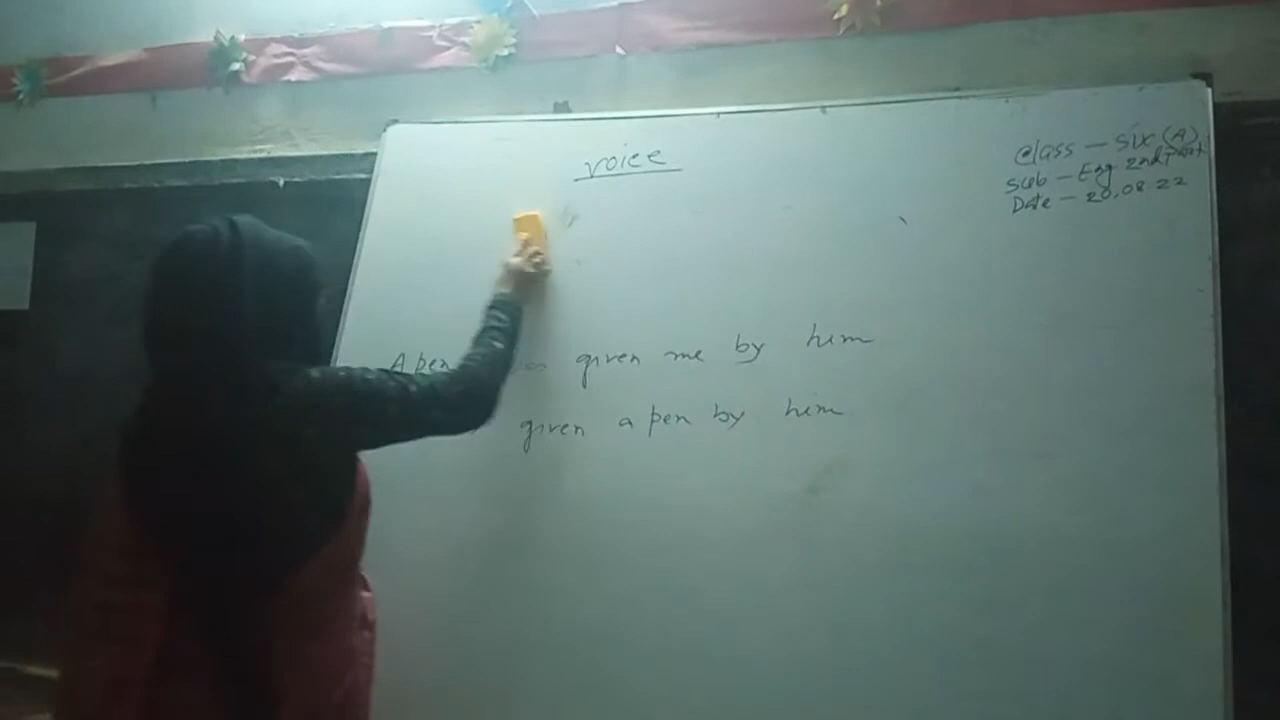 voice
Class - Six (A)
Sub - Eng 2nd Part
Date - 20.08.22
A pen given me by him
given a pen by him